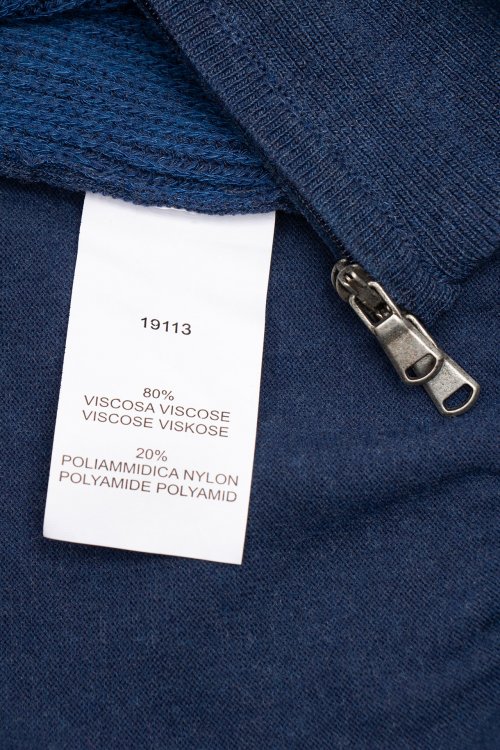 19113
80%
VISCOSA VISCOSE
VISCOSE VISKOSE
20%
POLIAMMIDICA NYLON
POLYAMIDE POLYAMID